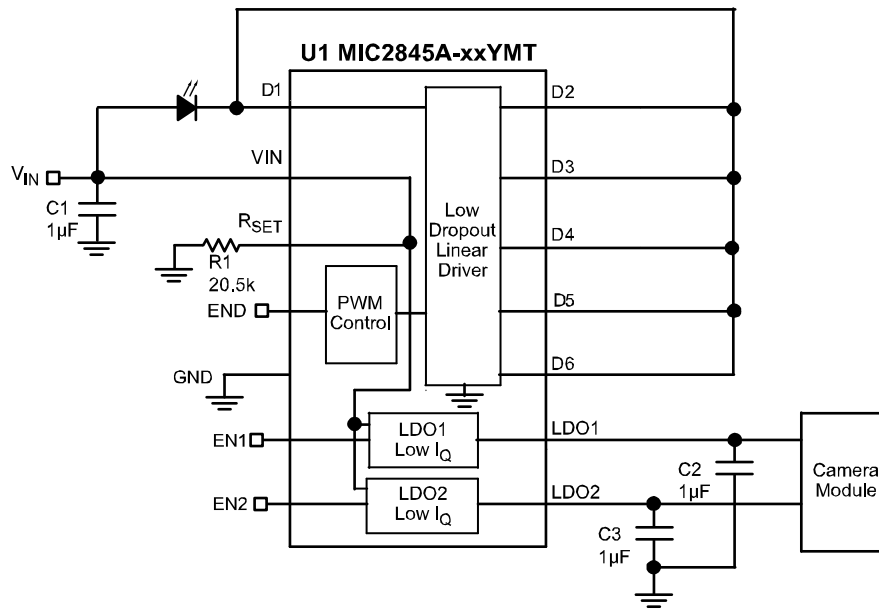 U1 MIC2845A-xxYMT
D1
D2
VIN
D3
V_IN
C1
1µF
R_SET
Low
Dropout
Linear
Driver
D4
R1
20.5k
END
PWM
Control
D5
GND
D6
EN1
LDO1
Low I_Q
LDO1
C2
1µF
Camera
Module
EN2
LDO2
Low I_Q
LDO2
C3
1µF